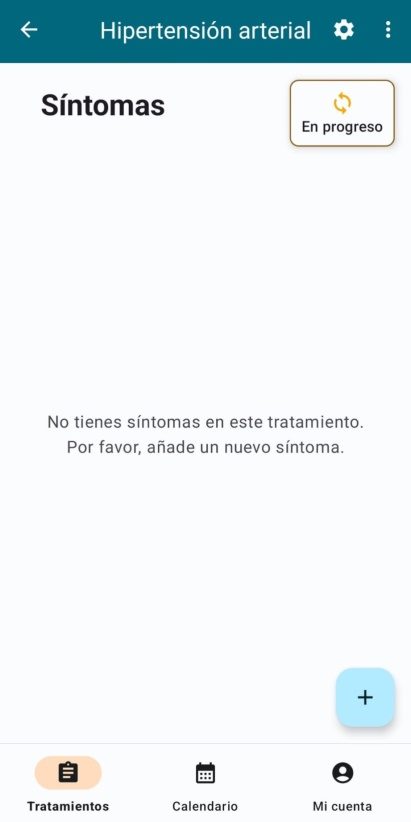 Hipertensión arterial
Síntomas
En progreso
No tienes síntomas en este tratamiento.
Por favor, añade un nuevo síntoma.
Tratamientos
Calendario
Mi cuenta